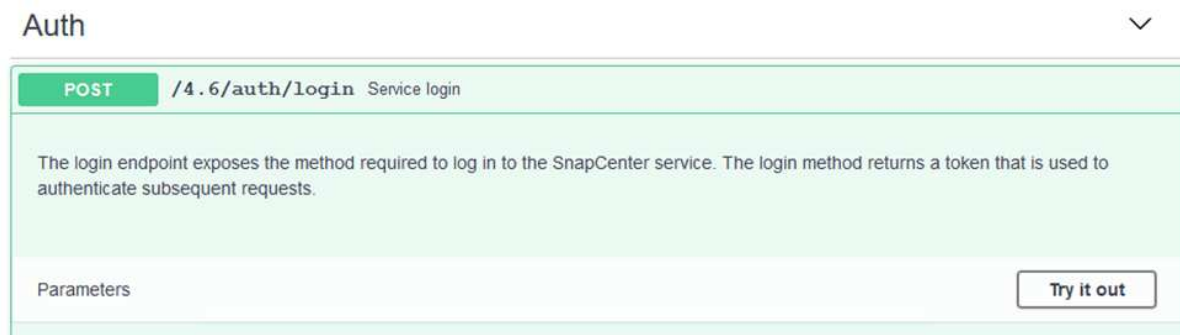 Auth
POST /4.6/auth/login Service login
The login endpoint exposes the method required to log in to the SnapCenter service. The login method returns a token that is used to
authenticate subsequent requests.
Parameters Try it out